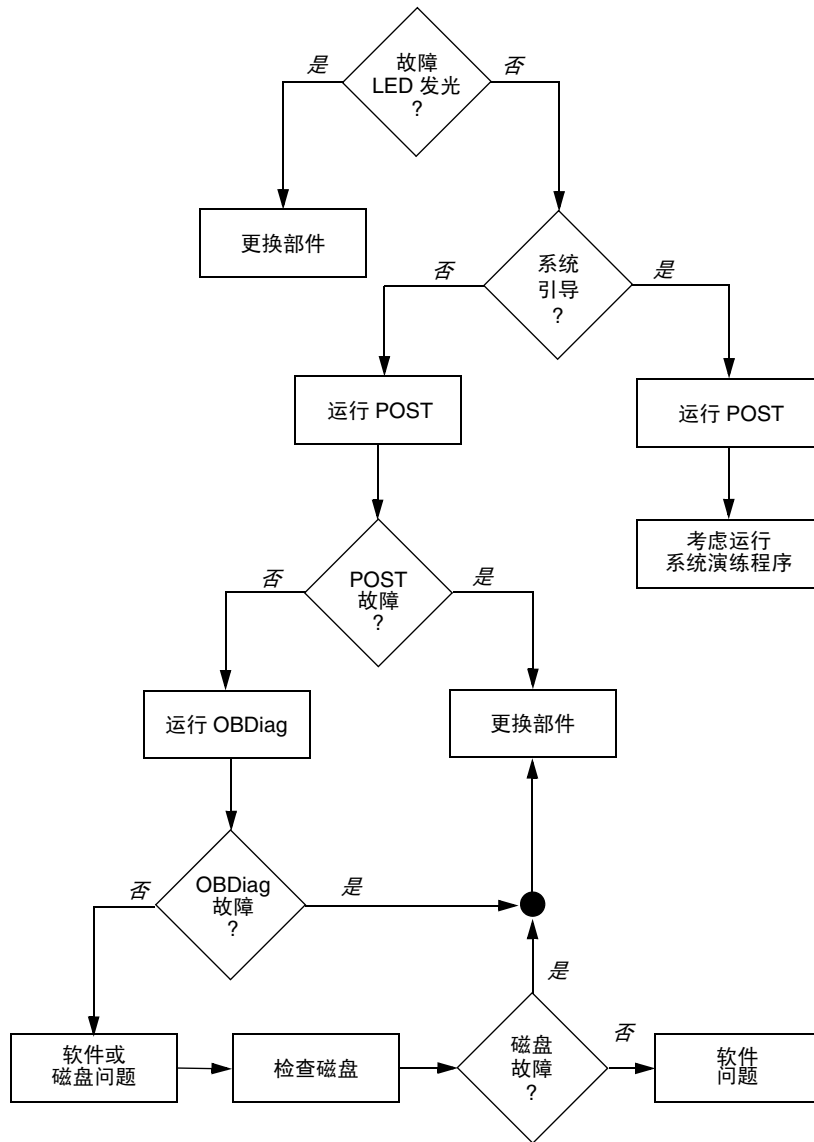 故障
LED 发光
?
是
否
更换部件
系统
引导
?
否
是
运行 POST
运行 POST
考虑运行
系统演练程序
POST
故障
?
否
是
运行 OBDiag
更换部件
OBDiag
故障
?
否
是
是
软件或
磁盘问题
检查磁盘
磁盘
故障
?
否
软件
问题